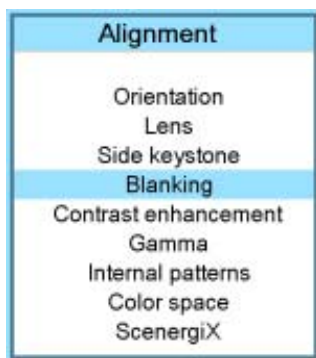 Alignment
Orientation
Lens
Side keystone
Blanking
Contrast enhancement
Gamma
Internal patterns
Color space
ScenergiX